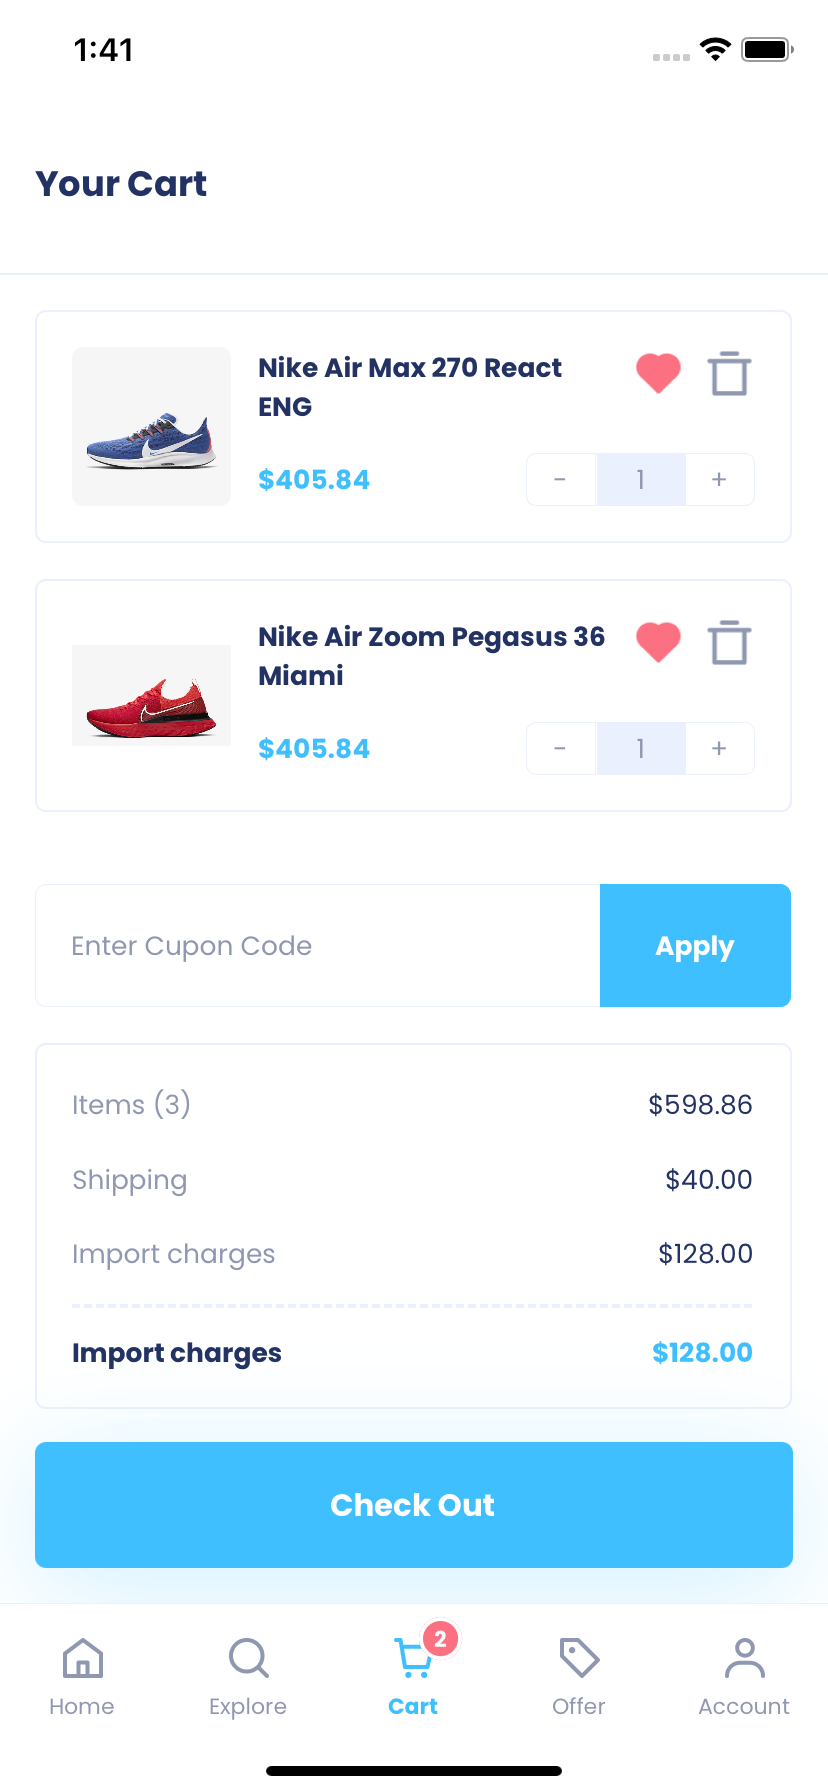 1:41
Your Cart
Nike Air Max 270 React
ENG
$405.84
- 1 +
Nike Air Zoom Pegasus 36
Miami
$405.84
- 1 +
Enter Cupon Code
Apply
Items (3) $598.86
Shipping $40.00
Import charges $128.00
Import charges $128.00
Check Out
2
Home Explore Cart Offer Account